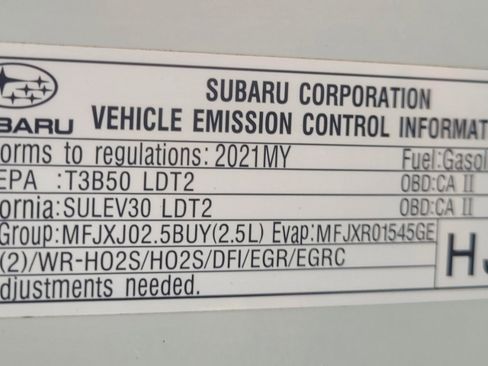 SUBARU CORPORATION
BARU VEHICLE EMISSION CONTROL INFORMAT
orms to regulations: 2021MY Fuel:Gasol
EPA :T3B50 LDT2 OBD:CA II
ornia:SULEV30 LDT2 OBD:CA II
Group:MFJXJ02.5BUY(2.5L) Evap:MFJXR01545GE
(2)/WR-HO2S/HO2S/DFI/EGR/EGRC HJ
djustments needed.